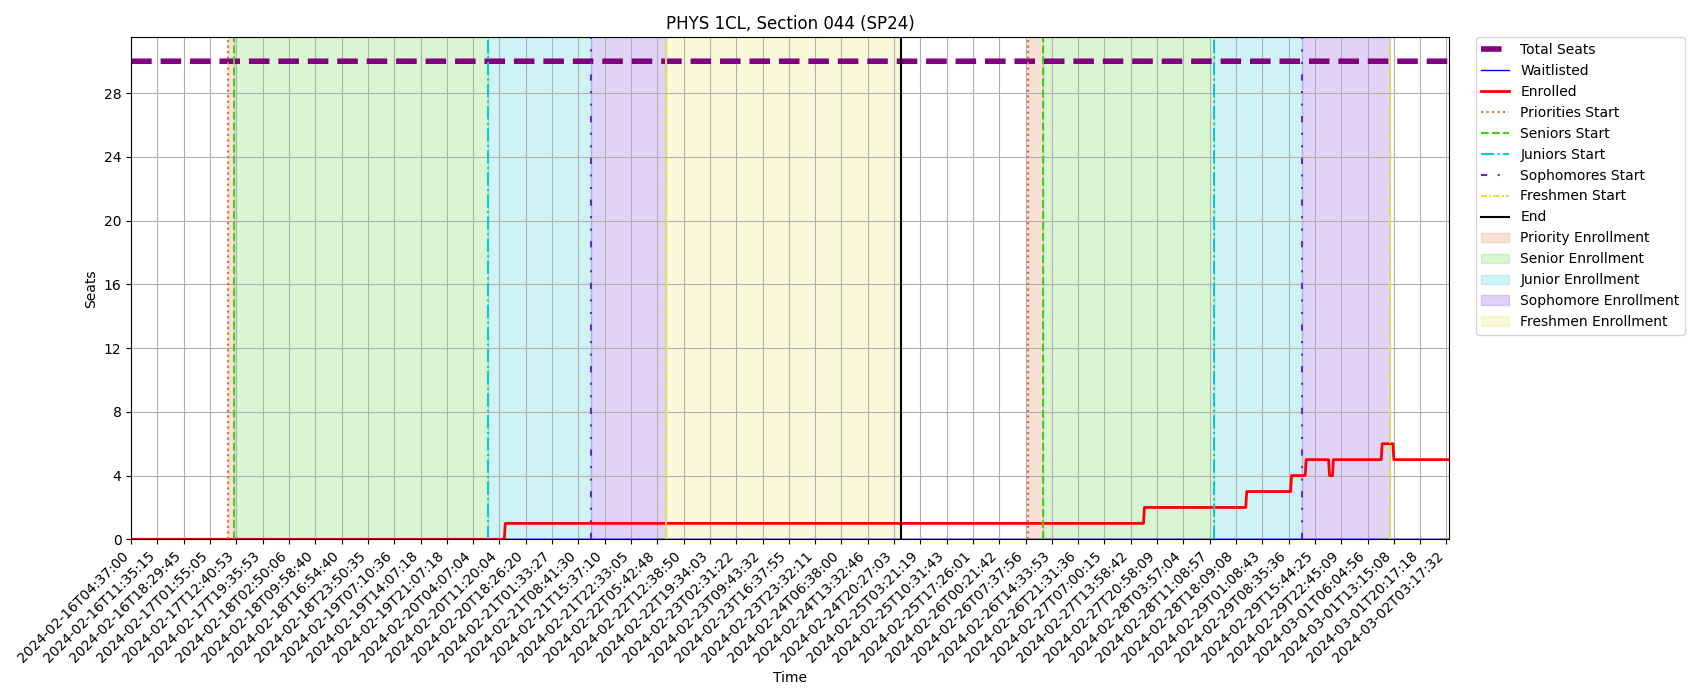 PHYS 1CL, Section 044 (SP24)
Total Seats
Waitlisted
Enrolled
Priorities Start
Seniors Start
Juniors Start
Sophomores Start
Freshmen Start
End
Priority Enrollment
Senior Enrollment
Junior Enrollment
Sophomore Enrollment
Freshmen Enrollment
Seats
28
24
20
16
12
8
4
0
2024-02-16T04:37:00
2024-02-16T11:35:15
2024-02-16T18:29:45
2024-02-17T01:55:05
2024-02-17T12:40:53
2024-02-17T19:35:53
2024-02-18T02:50:06
2024-02-18T09:58:40
2024-02-18T16:54:40
2024-02-18T23:50:35
2024-02-19T07:10:36
2024-02-19T14:07:18
2024-02-19T21:07:18
2024-02-20T04:07:04
2024-02-20T11:20:04
2024-02-20T18:26:20
2024-02-21T01:33:27
2024-02-21T08:41:30
2024-02-21T15:37:10
2024-02-21T22:33:05
2024-02-22T05:42:48
2024-02-22T12:38:50
2024-02-22T19:34:03
2024-02-23T02:31:22
2024-02-23T09:43:32
2024-02-23T16:37:55
2024-02-23T23:32:11
2024-02-24T06:38:00
2024-02-24T13:32:46
2024-02-24T20:27:03
2024-02-25T03:21:19
2024-02-25T10:31:43
2024-02-25T17:26:01
2024-02-26T00:21:42
2024-02-26T07:37:56
2024-02-26T14:33:53
2024-02-26T21:31:36
2024-02-27T07:00:15
2024-02-27T13:58:42
2024-02-27T20:58:09
2024-02-28T03:57:04
2024-02-28T11:08:57
2024-02-28T18:09:08
2024-02-29T01:08:43
2024-02-29T08:35:36
2024-02-29T15:44:25
2024-02-29T22:45:09
2024-03-01T06:04:56
2024-03-01T13:15:08
2024-03-01T20:17:18
2024-03-02T03:17:32
Time